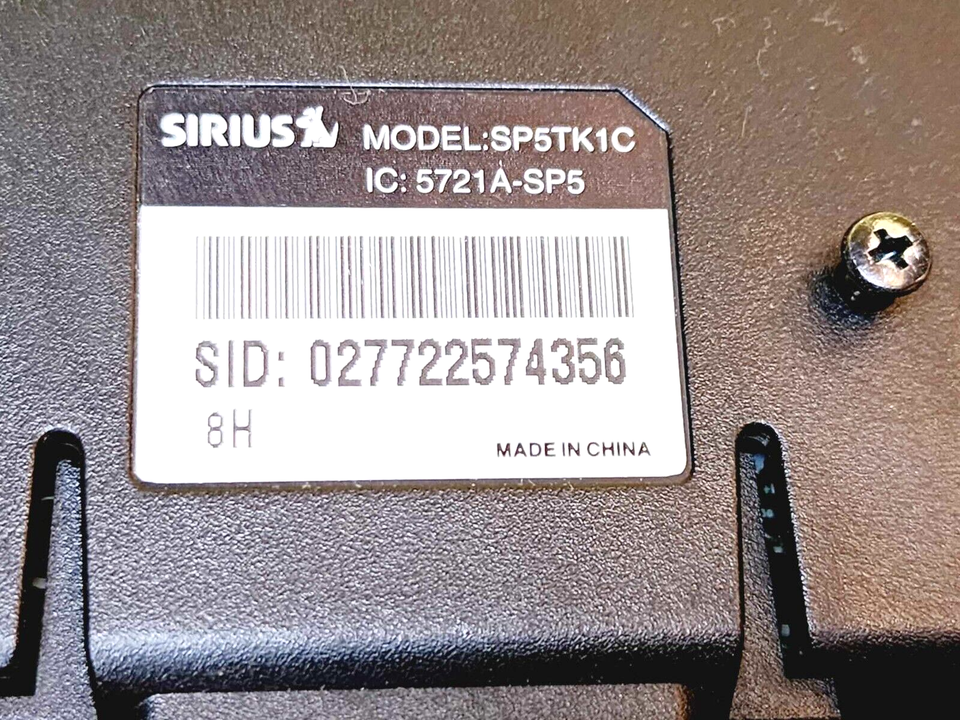 SIRIUS MODEL:SP5TK1C
IC: 5721A-SP5
SID: 027722574356
8H
MADE IN CHINA